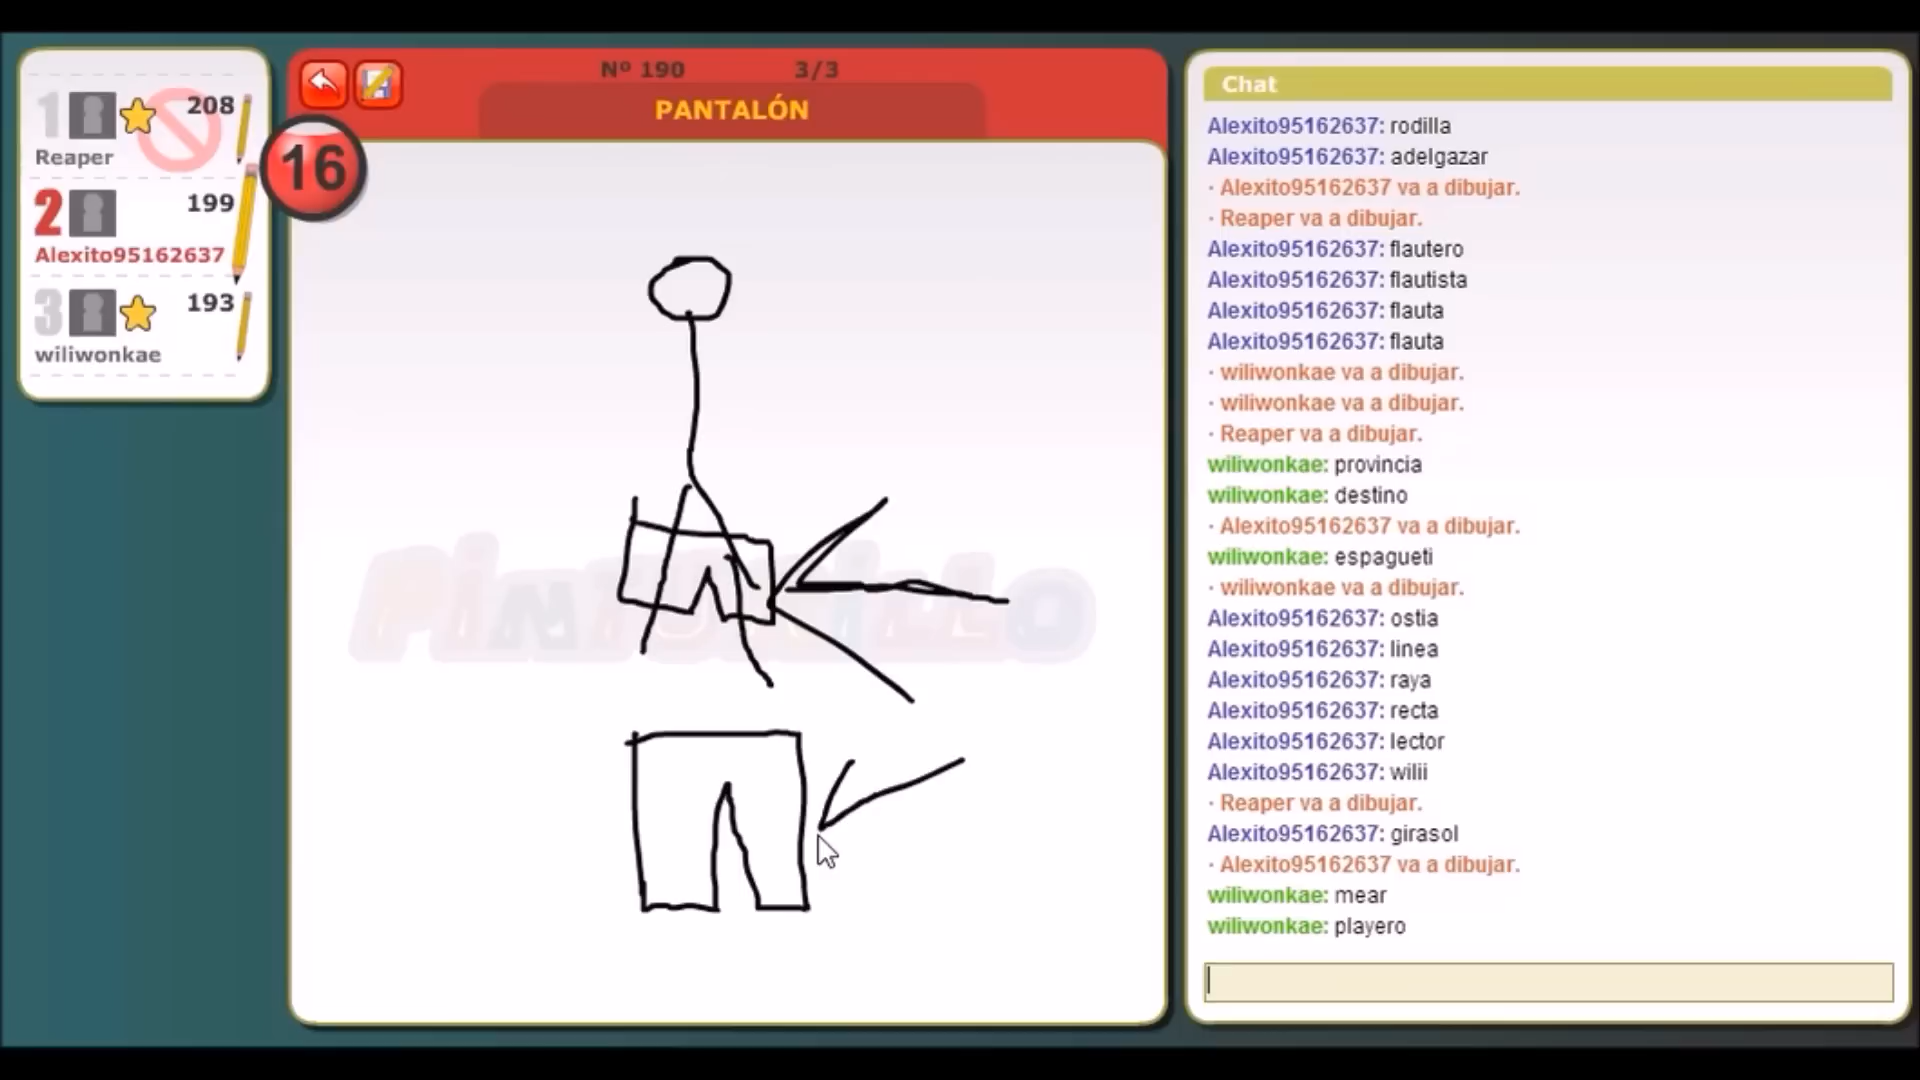 1
208
Reaper
2
199
Alexito95162637
3
193
wiliwonkae
16
Nº 190 3/3
PANTALÓN
Pinturillo
Chat
Alexito95162637: rodilla
Alexito95162637: adelgazar
· Alexito95162637 va a dibujar.
· Reaper va a dibujar.
Alexito95162637: flautero
Alexito95162637: flautista
Alexito95162637: flauta
Alexito95162637: flauta
· wiliwonkae va a dibujar.
· wiliwonkae va a dibujar.
· Reaper va a dibujar.
wiliwonkae: provincia
wiliwonkae: destino
· Alexito95162637 va a dibujar.
wiliwonkae: espagueti
· wiliwonkae va a dibujar.
Alexito95162637: ostia
Alexito95162637: linea
Alexito95162637: raya
Alexito95162637: recta
Alexito95162637: lector
Alexito95162637: wilii
· Reaper va a dibujar.
Alexito95162637: girasol
· Alexito95162637 va a dibujar.
wiliwonkae: mear
wiliwonkae: playero